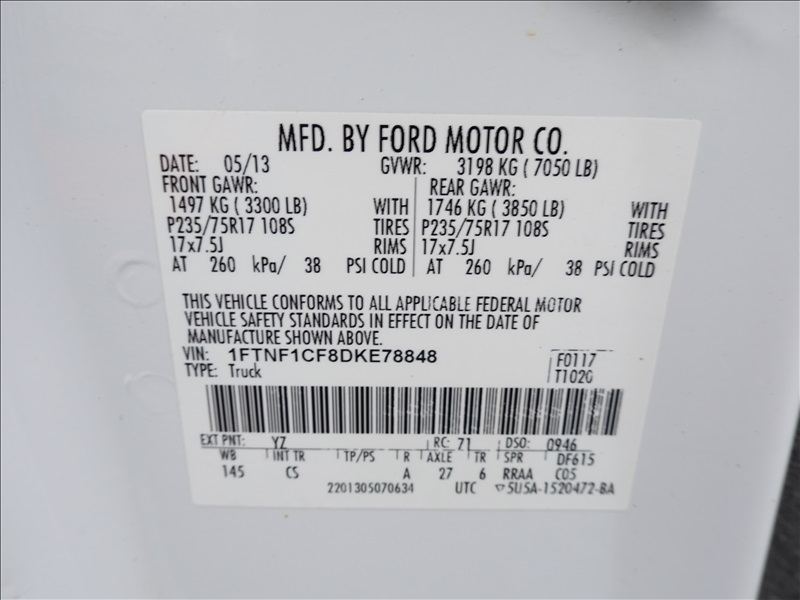 MFD. BY FORD MOTOR CO.
DATE: 05/13 GVWR: 3198 KG ( 7050 LB)
FRONT GAWR: REAR GAWR:
1497 KG ( 3300 LB) WITH 1746 KG ( 3850 LB) WITH
P235/75R17 108S TIRES P235/75R17 108S TIRES
17x7.5J RIMS 17x7.5J RIMS
AT 260 kPa/ 38 PSI COLD AT 260 kPa/ 38 PSI COLD
THIS VEHICLE CONFORMS TO ALL APPLICABLE FEDERAL MOTOR
VEHICLE SAFETY STANDARDS IN EFFECT ON THE DATE OF
MANUFACTURE SHOWN ABOVE.
VIN: 1FTNF1CF8DKE78848 F0117
TYPE: Truck T1020
EXT PNT: YZ RC: 71 DSO: 0946
WB INT TR TP/PS R AXLE TR SPR DF615
145 CS A 27 6 RRAA C05
2201305070634 UTC ▽5U5A-1520472-BA